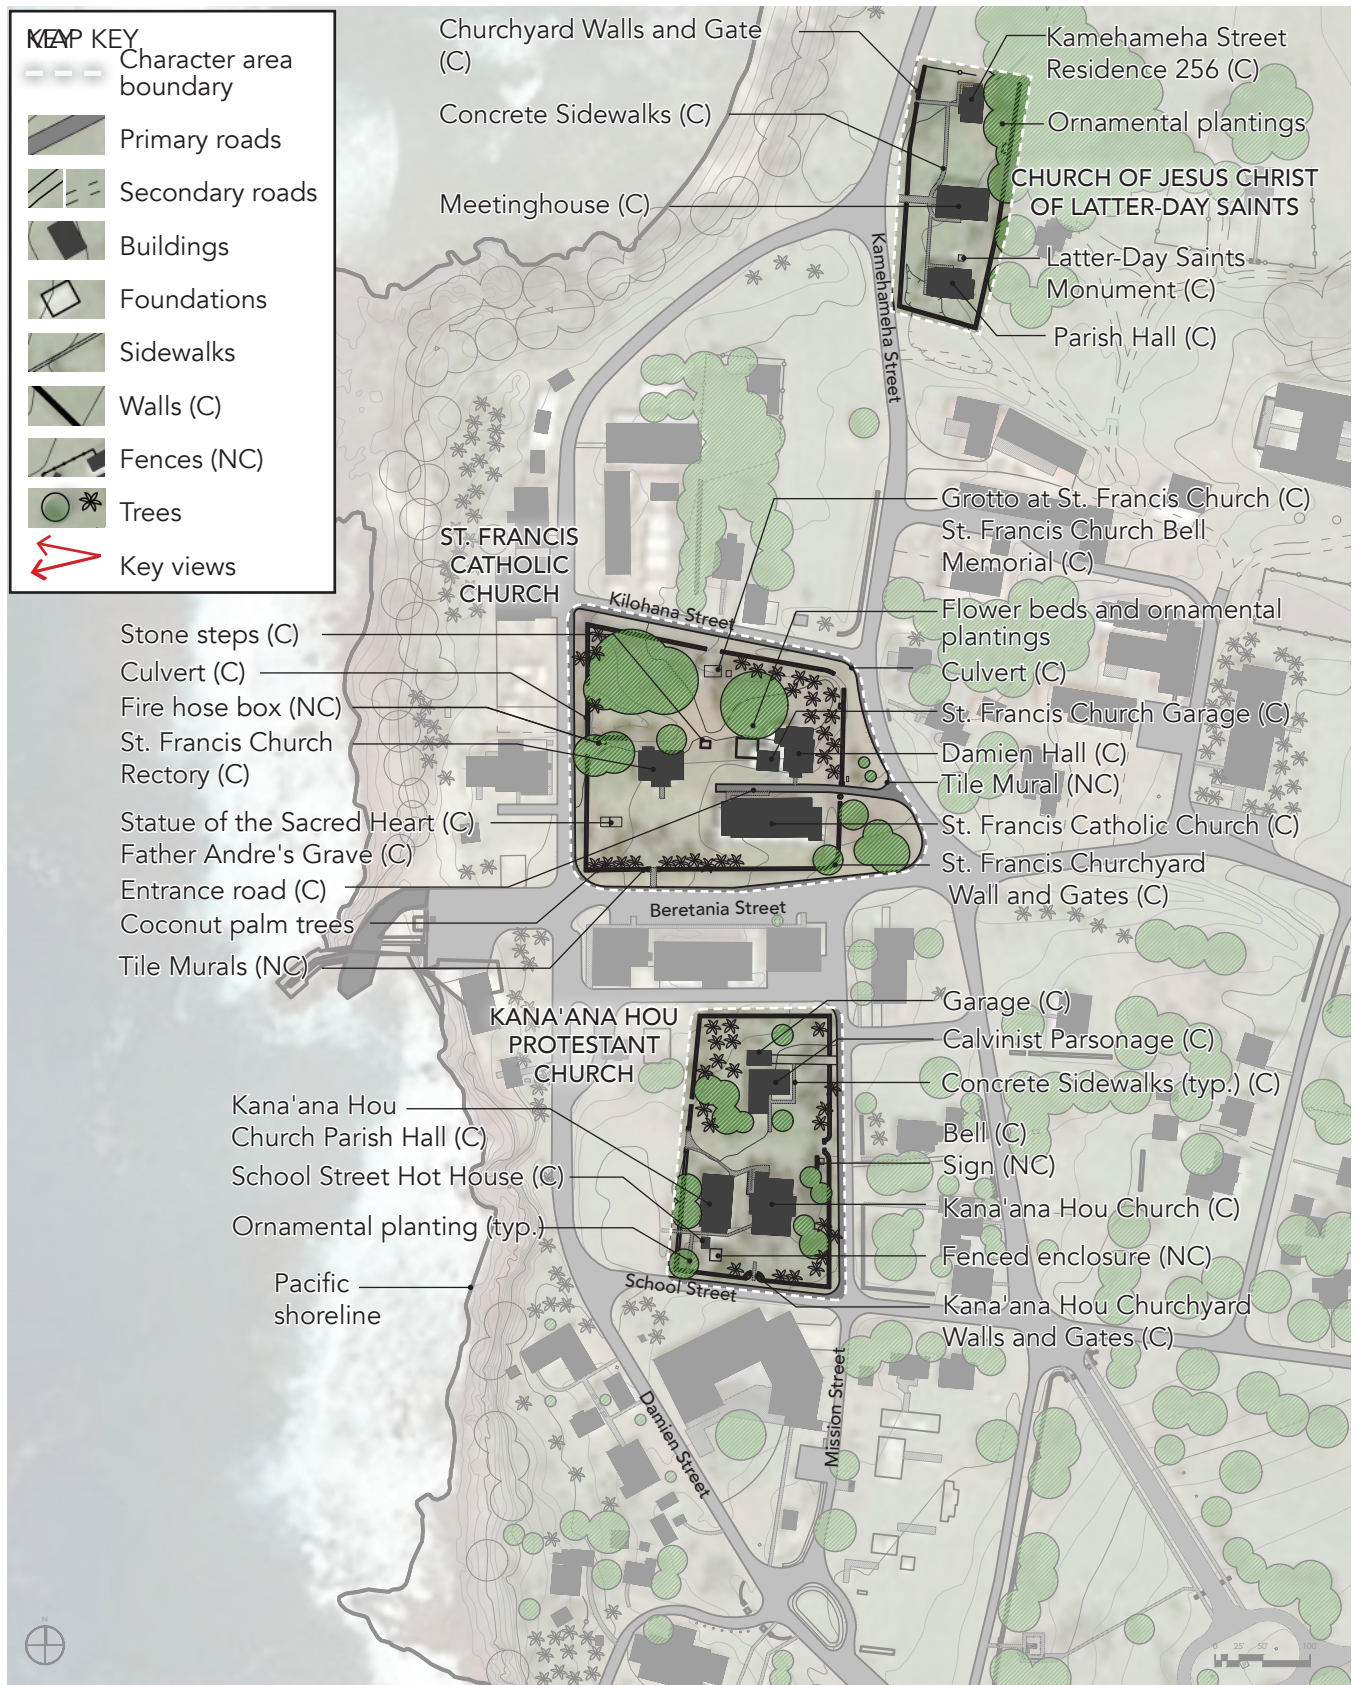 MAP KEY
KEY
Character area
boundary
Primary roads
Secondary roads
Buildings
Foundations
Sidewalks
Walls (C)
Fences (NC)
Trees
Key views
Churchyard Walls and Gate
(C)
Concrete Sidewalks (C)
Meetinghouse (C)
Kamehameha Street
Residence 256 (C)
Ornamental plantings
CHURCH OF JESUS CHRIST
OF LATTER-DAY SAINTS
Latter-Day Saints
Monument (C)
Parish Hall (C)
Kamehameha Street
ST. FRANCIS
CATHOLIC
CHURCH
Kilohana Street
Grotto at St. Francis Church (C)
St. Francis Church Bell
Memorial (C)
Flower beds and ornamental
plantings
Culvert (C)
St. Francis Church Garage (C)
Damien Hall (C)
Tile Mural (NC)
St. Francis Catholic Church (C)
St. Francis Churchyard
Wall and Gates (C)
Stone steps (C)
Culvert (C)
Fire hose box (NC)
St. Francis Church
Rectory (C)
Statue of the Sacred Heart (C)
Father Andre's Grave (C)
Entrance road (C)
Coconut palm trees
Tile Murals (NC)
Beretania Street
KANA'ANA HOU
PROTESTANT
CHURCH
Garage (C)
Calvinist Parsonage (C)
Concrete Sidewalks (typ.) (C)
Bell (C)
Sign (NC)
Kana'ana Hou Church (C)
Fenced enclosure (NC)
Kana'ana Hou Churchyard
Walls and Gates (C)
Kana'ana Hou
Church Parish Hall (C)
School Street Hot House (C)
Ornamental planting (typ.)
Pacific
shoreline
School Street
Damien Street
Mission Street
N
0 25' 50' 100'